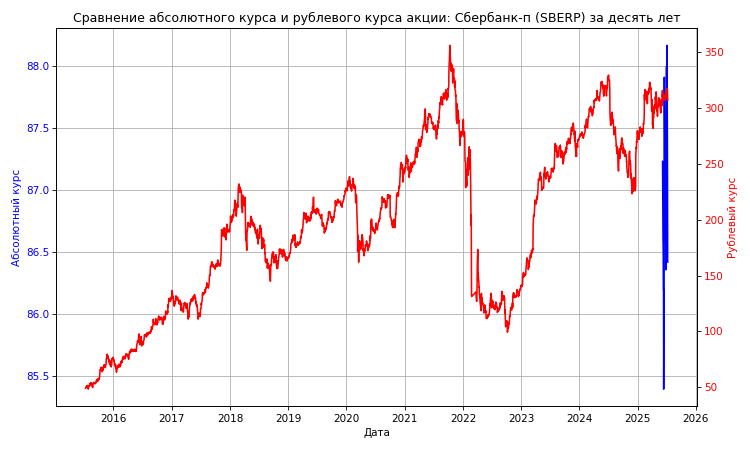 Сравнение абсолютного курса и рублевого курса акции: Сбербанк-п (SBERP) за десять лет
Абсолютный курс
88.0
87.5
87.0
86.5
86.0
85.5
350
300
250
200
150
100
50
Рублевый курс
2016 2017 2018 2019 2020 2021 2022 2023 2024 2025 2026
Дата